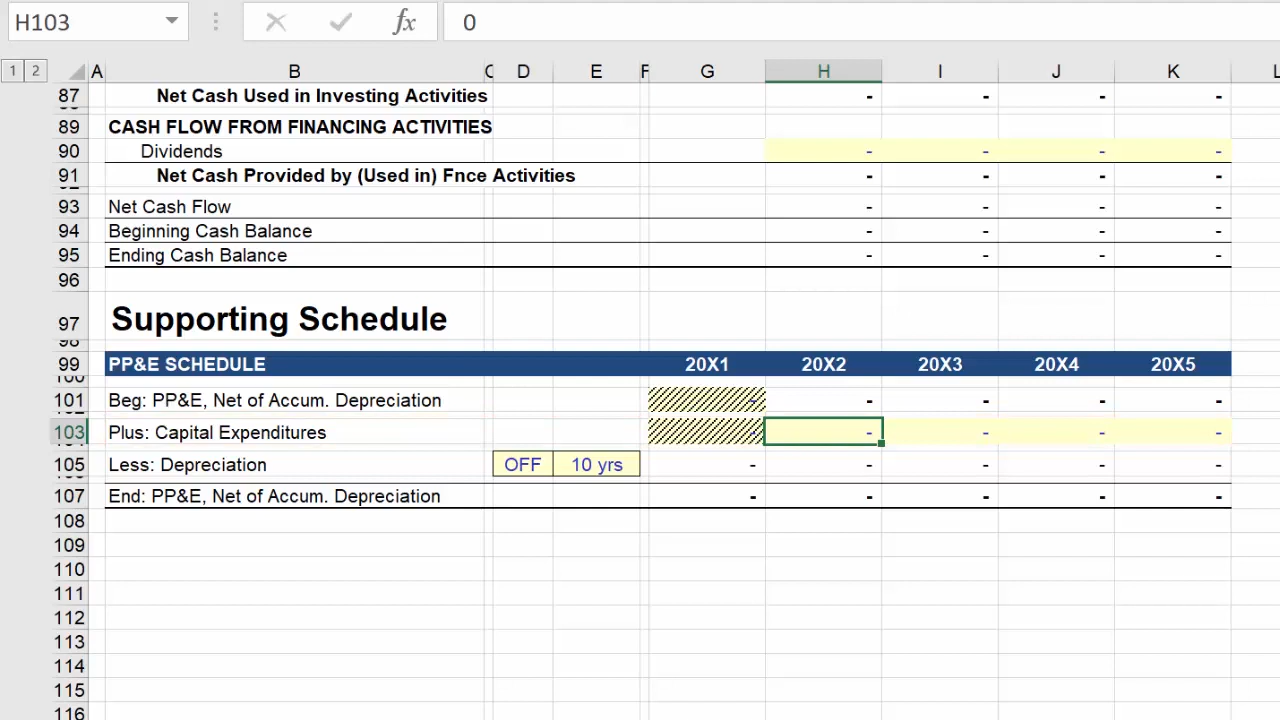 H103 fx 0
1 2 A B C D E F G H I J K L
87 Net Cash Used in Investing Activities - - - -
89 CASH FLOW FROM FINANCING ACTIVITIES
90 Dividends - - - -
91 Net Cash Provided by (Used in) Fnce Activities - - - -
93 Net Cash Flow - - - -
94 Beginning Cash Balance - - - -
95 Ending Cash Balance - - - -
96
97 Supporting Schedule
99 PP&E SCHEDULE 20X1 20X2 20X3 20X4 20X5
101 Beg: PP&E, Net of Accum. Depreciation - - - - -
103 Plus: Capital Expenditures - - - -
105 Less: Depreciation OFF 10 yrs - - - - -
107 End: PP&E, Net of Accum. Depreciation - - - - -
108
109
110
111
112
113
114
115
116